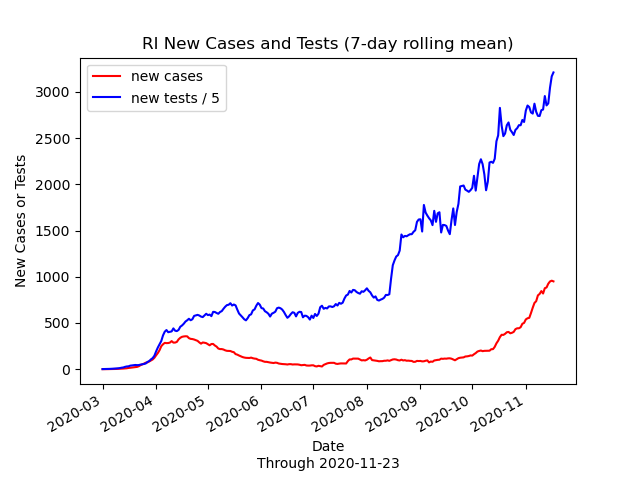 RI New Cases and Tests (7-day rolling mean)
new cases
new tests / 5
New Cases or Tests
3000
2500
2000
1500
1000
500
0
2020-03
2020-04
2020-05
2020-06
2020-07
2020-08
2020-09
2020-10
2020-11
Date
Through 2020-11-23